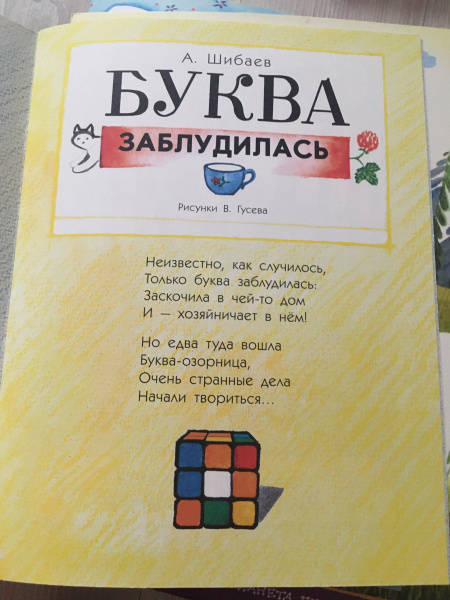 А. Шибаев
БУКВА
ЗАБЛУДИЛАСЬ
Рисунки В. Гусева
Неизвестно, как случилось,
Только буква заблудилась:
Заскочила в чей-то дом
И — хозяйничает в нём!
Но едва туда вошла
Буква-озорница,
Очень странные дела
Начали твориться...